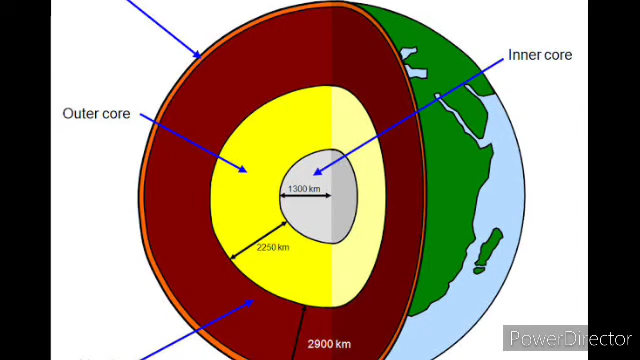 Inner core
Outer core
1300 km
2250 km
2900 km
PowerDirector